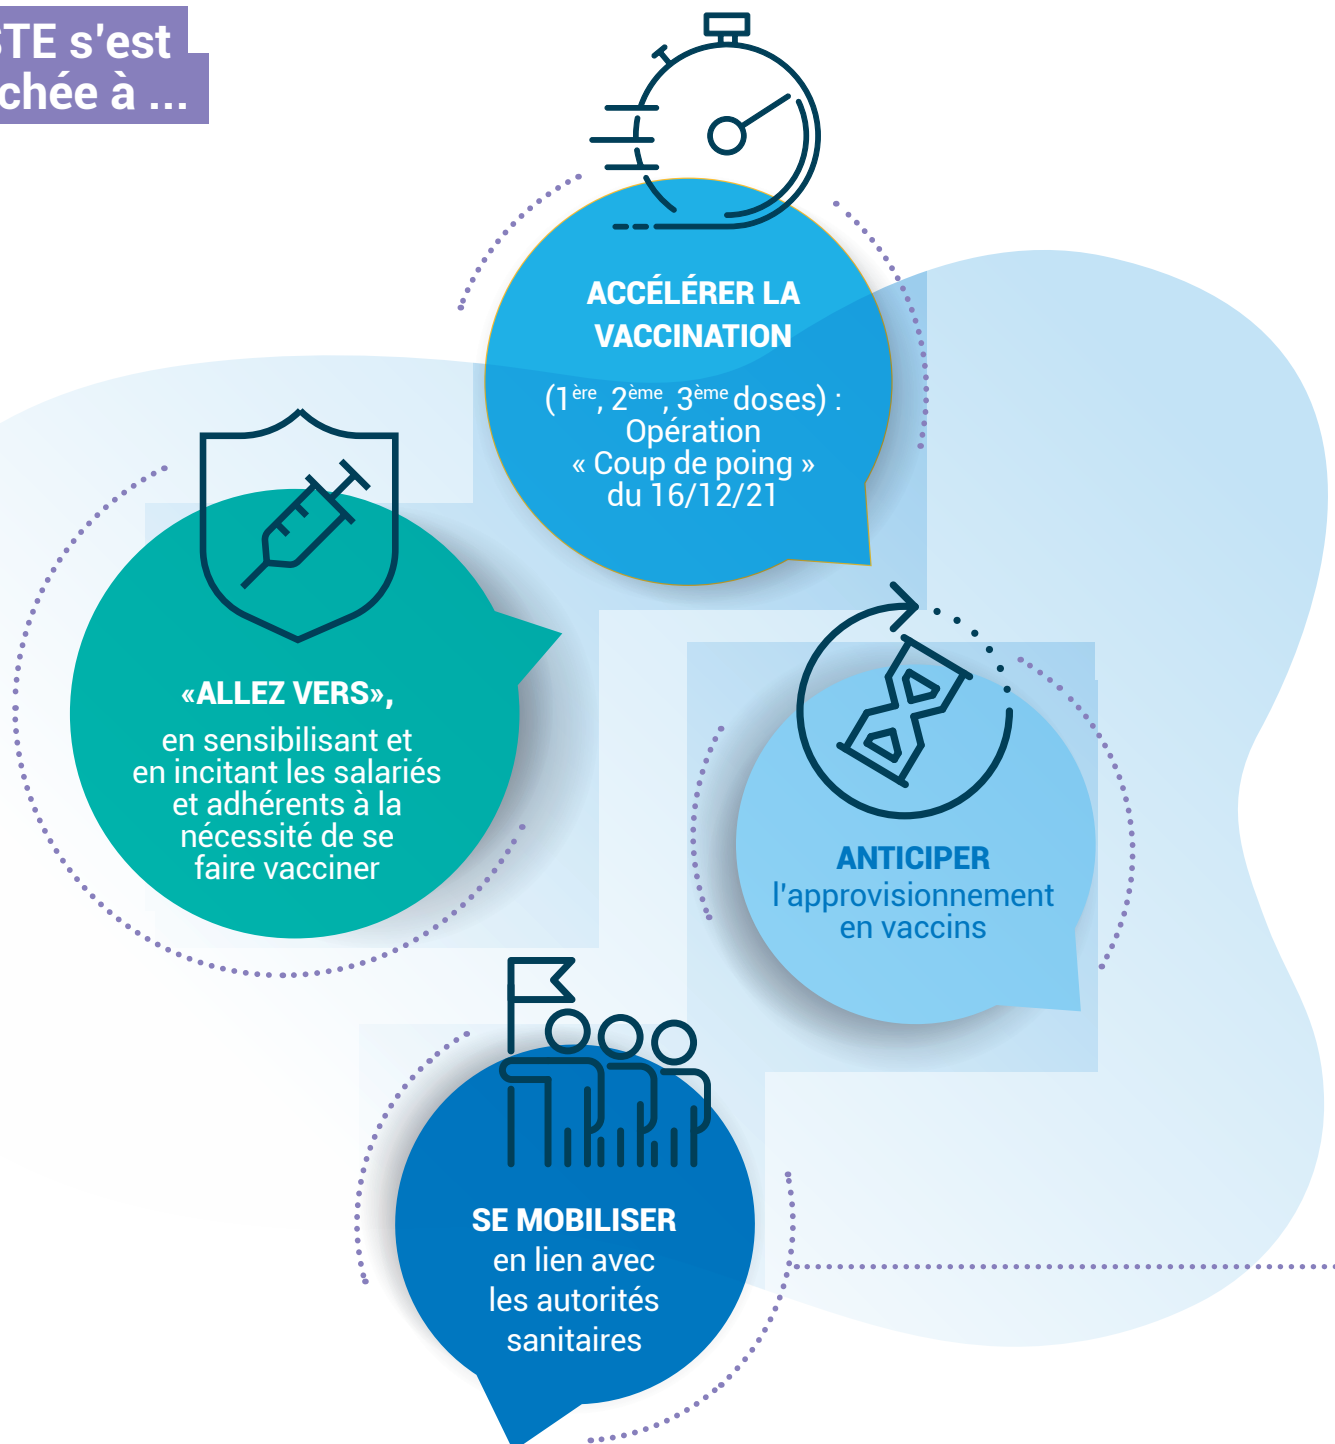 STE s'est
chée à ...
ACCÉLÉRER LA
VACCINATION
(1ère, 2ème, 3ème doses) :
Opération
« Coup de poing »
du 16/12/21
«ALLEZ VERS»,
en sensibilisant et
en incitant les salariés
et adhérents à la
nécessité de se
faire vacciner
ANTICIPER
l'approvisionnement
en vaccins
SE MOBILISER
en lien avec
les autorités
sanitaires